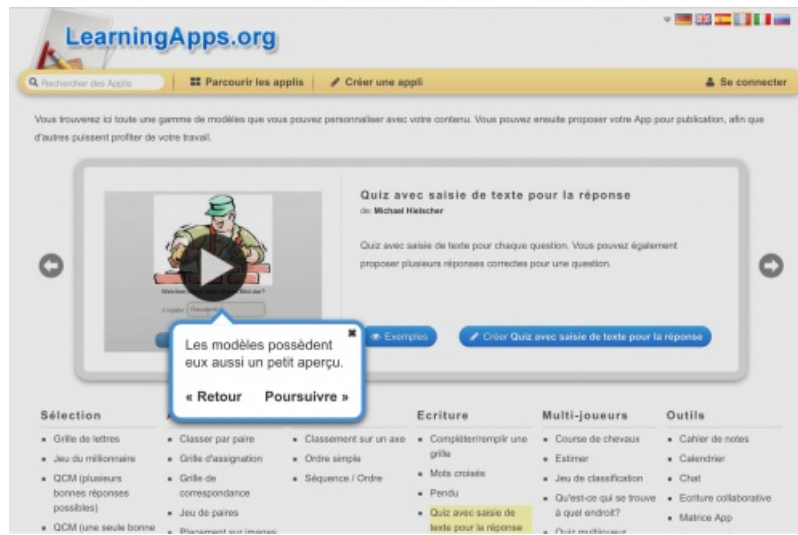 LearningApps.org
Rechercher des Applis
Parcourir les applis
Créer une appli
Se connecter
Vous trouverez ici toute une gamme de modèles que vous pouvez personnaliser avec votre contenu. Vous pouvez ensuite proposer votre App pour publication, afin que
d'autres puissent profiter de votre travail.
Quiz avec saisie de texte pour la réponse
de: Michael Hielscher
Quiz avec saisie de texte pour chaque question. Vous pouvez également
proposer plusieurs réponses correctes pour une question.
Exemples
Créer Quiz avec saisie de texte pour la réponse
Les modèles possèdent
eux aussi un petit aperçu.
« Retour
Poursuivre »
Sélection
Grille de lettres
Jeu du millionnaire
QCM (plusieurs
bonnes réponses
possibles)
QCM (une seule bonne
Classer par paire
Grille d'assignation
Grille de
correspondance
Jeu de paires
Placement sur images
Classement sur un axe
Ordre simple
Séquence / Ordre
Ecriture
Compléter/remplir une
grille
Mots croisés
Pendu
Quiz avec saisie de
texte pour la réponse
Multi-joueurs
Course de chevaux
Estimer
Jeu de classification
Qu'est-ce qui se trouve
à quel endroit?
Quiz multijoueur
Outils
Cahier de notes
Calendrier
Chat
Ecriture collaborative
Matrice App